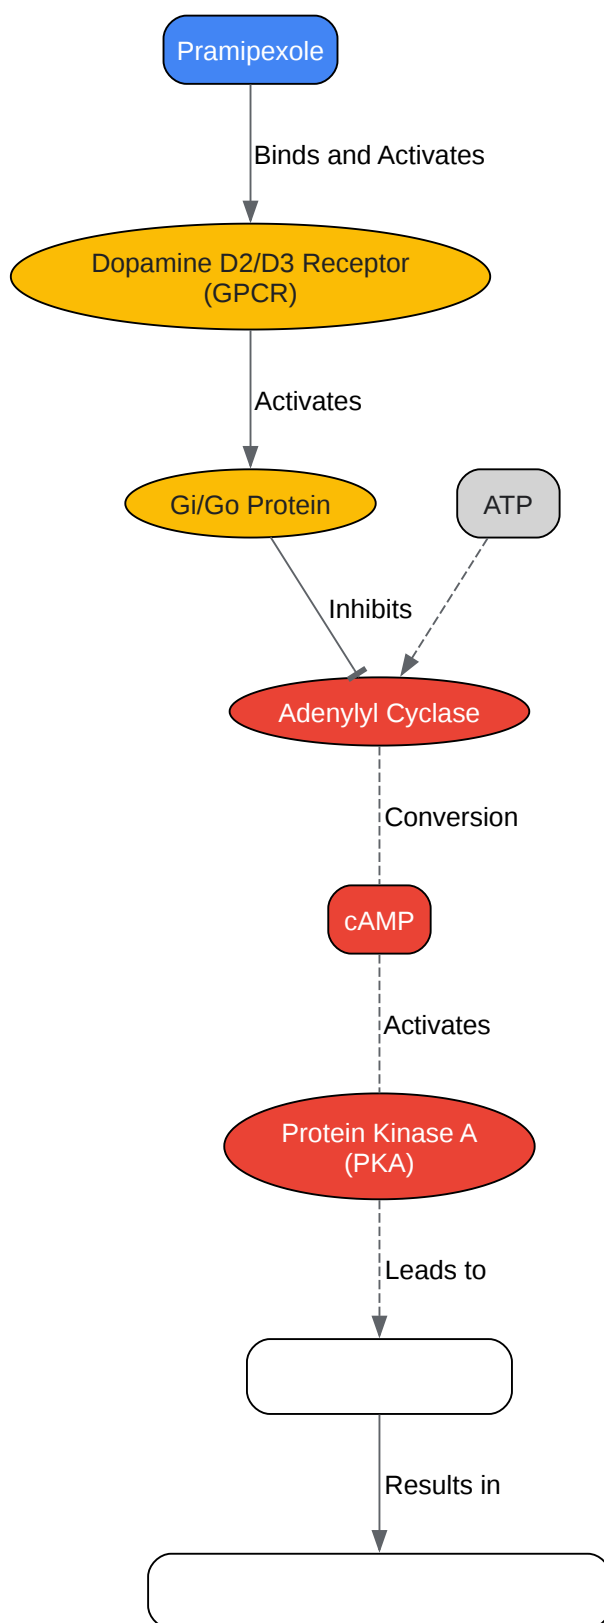 Pramipexole
Binds and Activates
Dopamine D2/D3 Receptor
(GPCR)
Activates
Gi/Go Protein
ATP
Inhibits
Adenylyl Cyclase
Conversion
cAMP
Activates
Protein Kinase A
(PKA)
Leads to
Results in